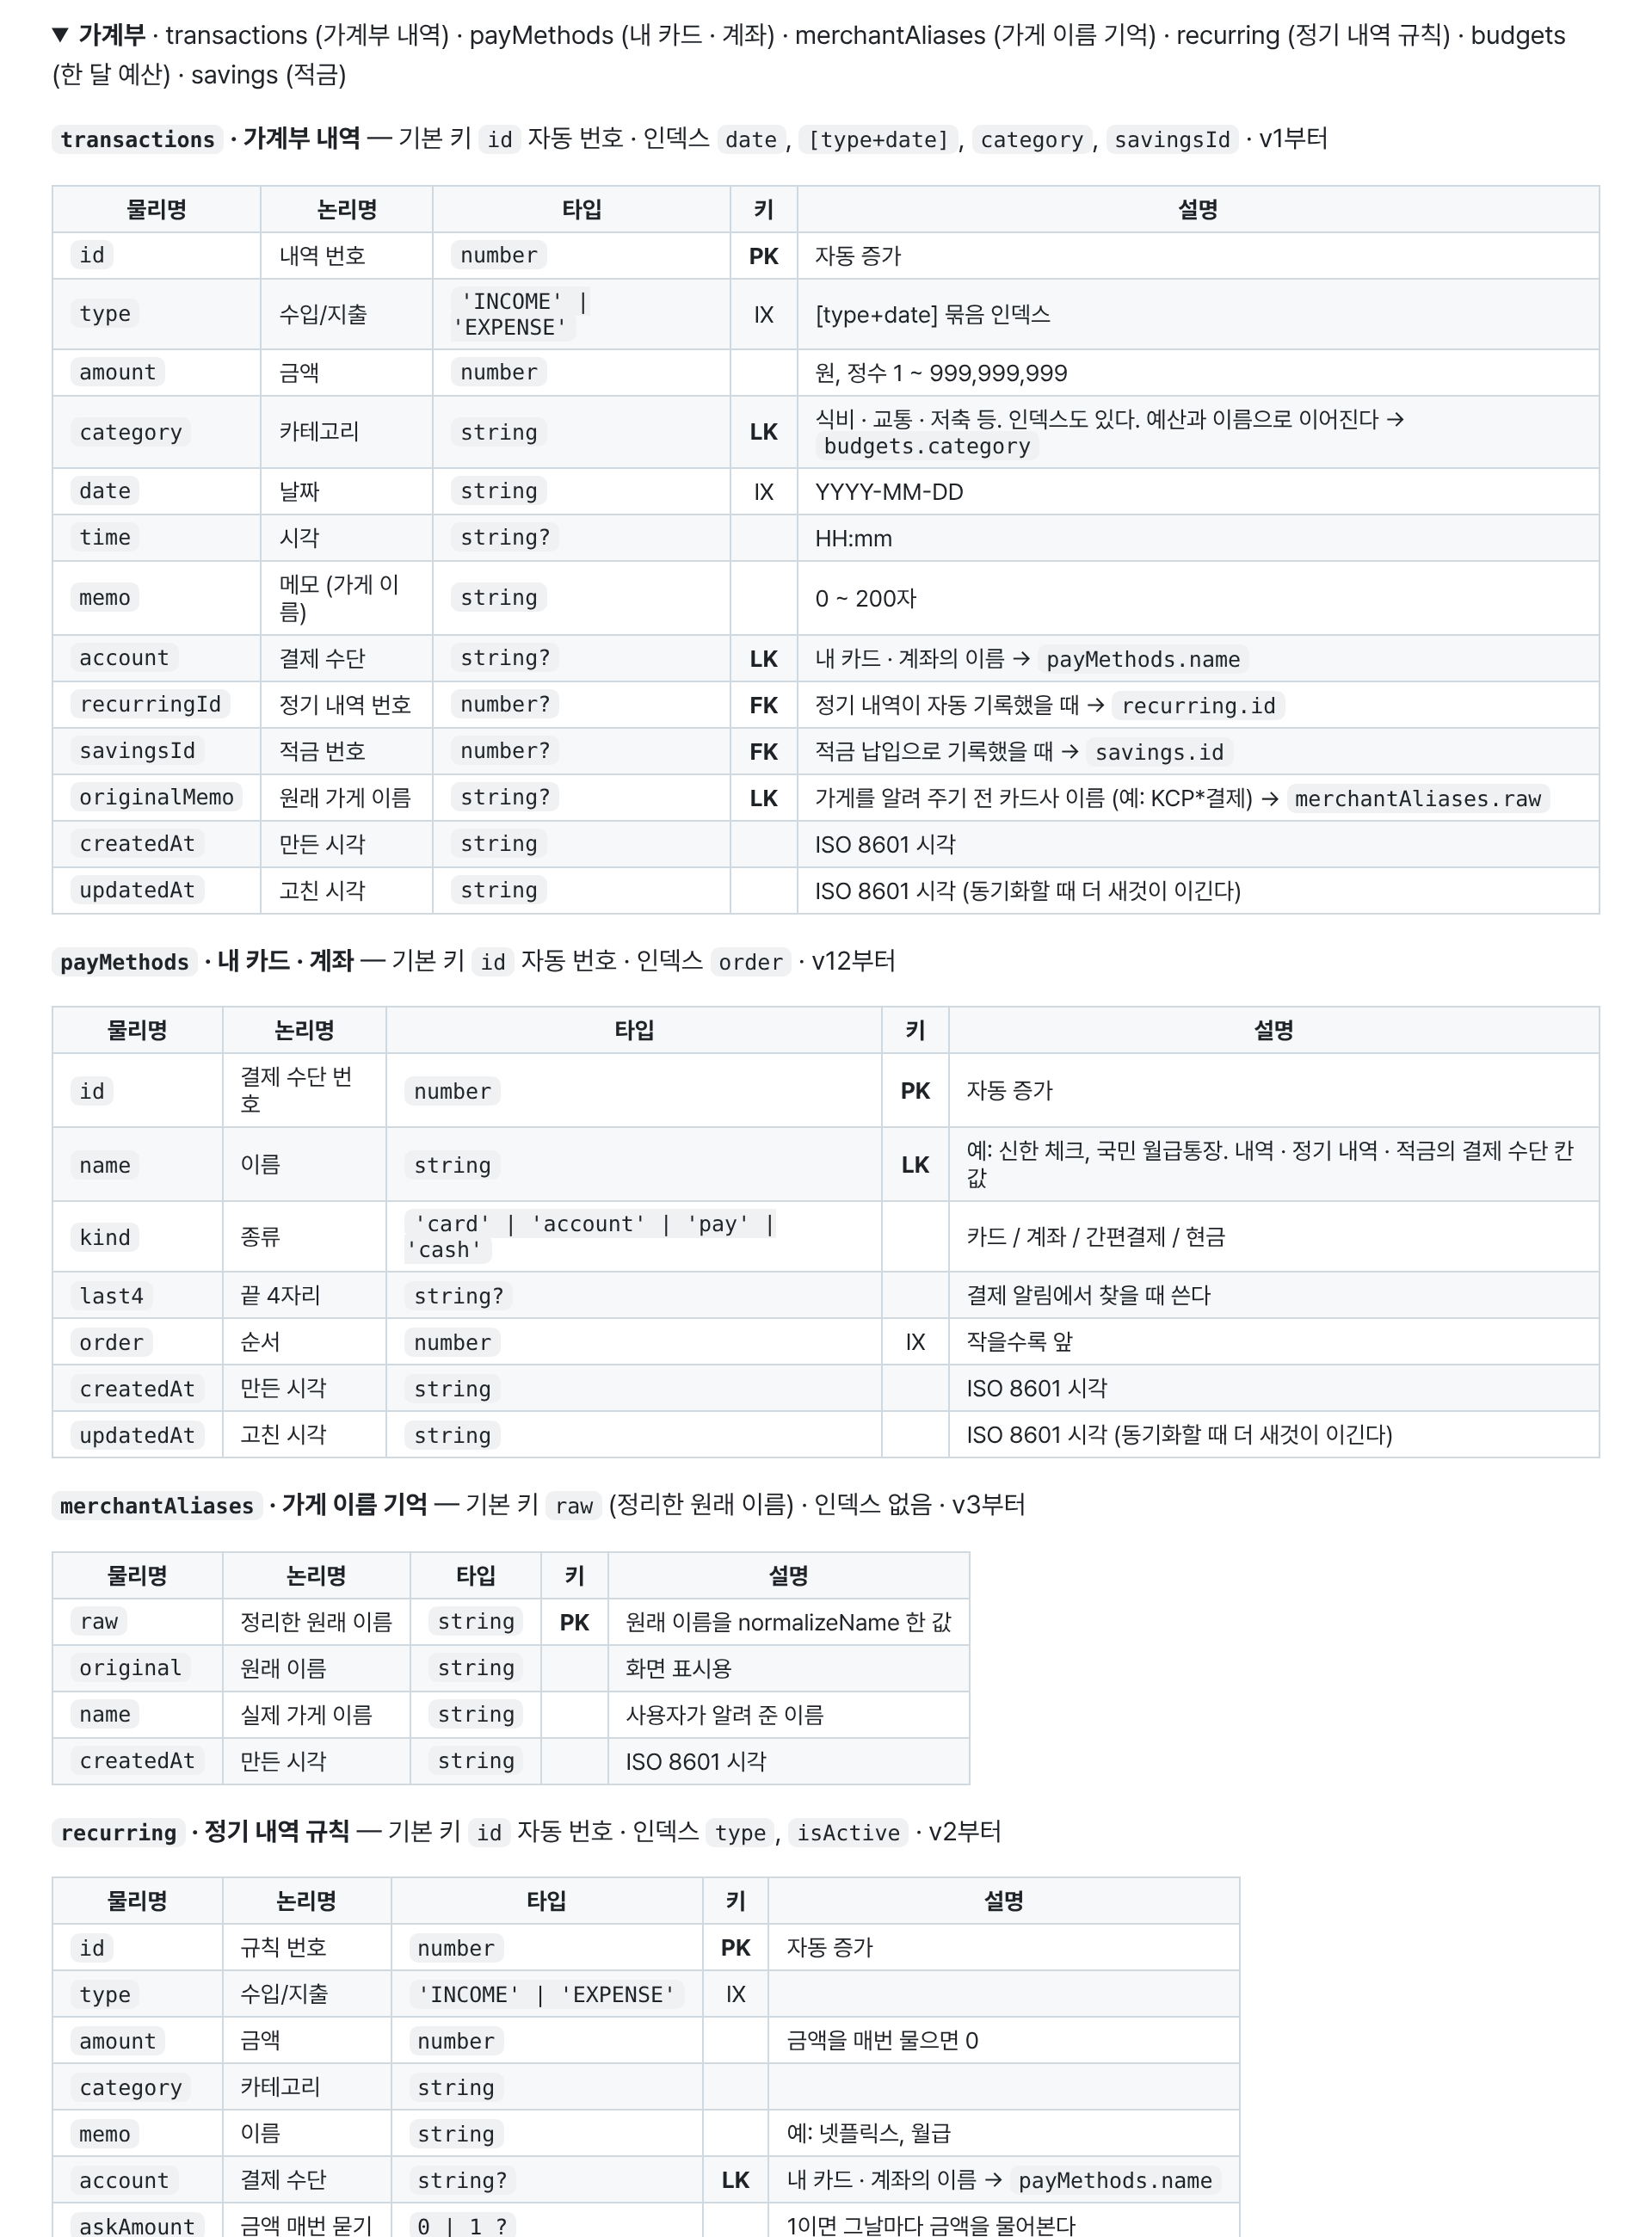 ▼ 가계부 · transactions (가계부 내역) · payMethods (내 카드 · 계좌) · merchantAliases (가게 이름 기억) · recurring (정기 내역 규칙) · budgets
(한 달 예산) · savings (적금)
transactions · 가계부 내역 — 기본 키 id 자동 번호 · 인덱스 date, [type+date], category, savingsId · v1부터
물리명 논리명 타입 키 설명
id 내역 번호 number PK 자동 증가
type 수입/지출 'INCOME' | 'EXPENSE' IX [type+date] 묶음 인덱스
amount 금액 number 원, 정수 1 ~ 999,999,999
category 카테고리 string LK 식비 · 교통 · 저축 등. 인덱스도 있다. 예산과 이름으로 이어진다 → budgets.category
date 날짜 string IX YYYY-MM-DD
time 시각 string? HH:mm
memo 메모 (가게 이름) string 0 ~ 200자
account 결제 수단 string? LK 내 카드 · 계좌의 이름 → payMethods.name
recurringId 정기 내역 번호 number? FK 정기 내역이 자동 기록했을 때 → recurring.id
savingsId 적금 번호 number? FK 적금 납입으로 기록했을 때 → savings.id
originalMemo 원래 가게 이름 string? LK 가게를 알려 주기 전 카드사 이름 (예: KCP*결제) → merchantAliases.raw
createdAt 만든 시각 string ISO 8601 시각
updatedAt 고친 시각 string ISO 8601 시각 (동기화할 때 더 새것이 이긴다)
payMethods · 내 카드 · 계좌 — 기본 키 id 자동 번호 · 인덱스 order · v12부터
물리명 논리명 타입 키 설명
id 결제 수단 번호 number PK 자동 증가
name 이름 string LK 예: 신한 체크, 국민 월급통장. 내역 · 정기 내역 · 적금의 결제 수단 칸 값
kind 종류 'card' | 'account' | 'pay' | 'cash' 카드 / 계좌 / 간편결제 / 현금
last4 끝 4자리 string? 결제 알림에서 찾을 때 쓴다
order 순서 number IX 작을수록 앞
createdAt 만든 시각 string ISO 8601 시각
updatedAt 고친 시각 string ISO 8601 시각 (동기화할 때 더 새것이 이긴다)
merchantAliases · 가게 이름 기억 — 기본 키 raw (정리한 원래 이름) · 인덱스 없음 · v3부터
물리명 논리명 타입 키 설명
raw 정리한 원래 이름 string PK 원래 이름을 normalizeName 한 값
original 원래 이름 string 화면 표시용
name 실제 가게 이름 string 사용자가 알려 준 이름
createdAt 만든 시각 string ISO 8601 시각
recurring · 정기 내역 규칙 — 기본 키 id 자동 번호 · 인덱스 type, isActive · v2부터
물리명 논리명 타입 키 설명
id 규칙 번호 number PK 자동 증가
type 수입/지출 'INCOME' | 'EXPENSE' IX
amount 금액 number 금액을 매번 물으면 0
category 카테고리 string
memo 이름 string 예: 넷플릭스, 월급
account 결제 수단 string? LK 내 카드 · 계좌의 이름 → payMethods.name
askAmount 금액 매번 묻기 0 | 1 ? 1이면 그날마다 금액을 물어본다